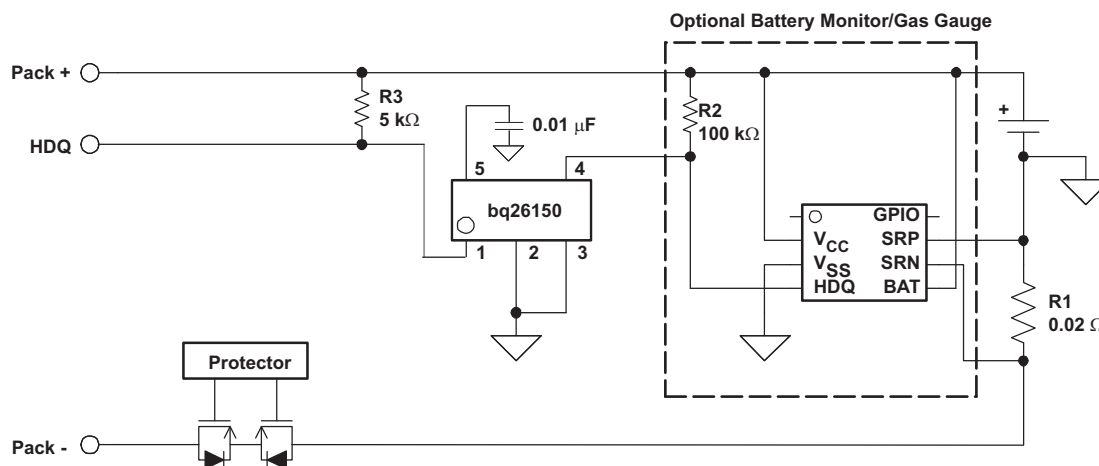 Optional Battery Monitor/Gas Gauge
Pack +
R3
5 kΩ
HDQ
0.01 μF
R2
100 kΩ
+
5
4
bq26150
1
2
3
GPIO
VCC
SRP
VSS
SRN
HDQ
BAT
R1
0.02 Ω
Protector
Pack -